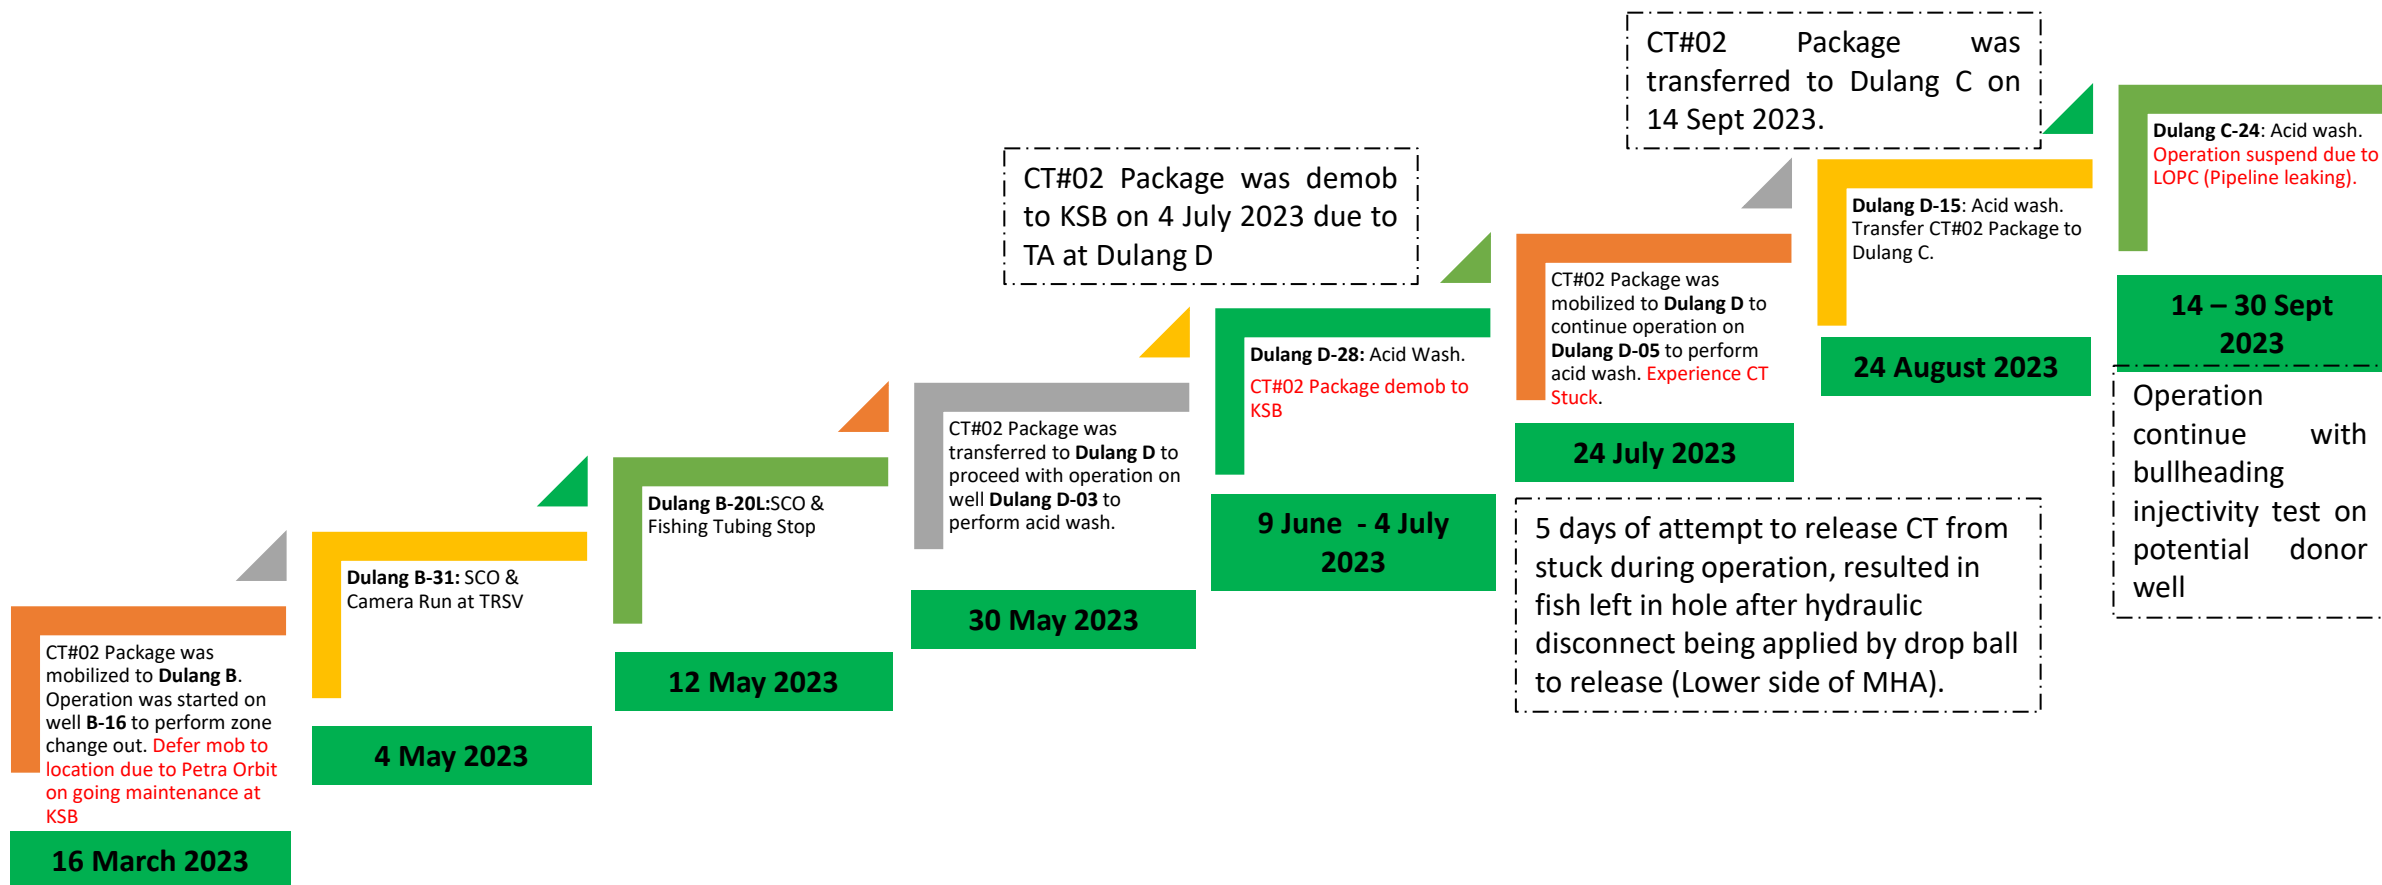 CT#02 Package was
mobilized to Dulang B.
Operation was started on
well B-16 to perform zone
change out. Defer mob to
location due to Petra Orbit
on going maintenance at
KSB
16 March 2023
Dulang B-31: SCO &
Camera Run at TRSV
4 May 2023
Dulang B-20L:SCO &
Fishing Tubing Stop
12 May 2023
CT#02 Package was
transferred to Dulang D to
proceed with operation on
well Dulang D-03 to
perform acid wash.
30 May 2023
CT#02 Package was demob
to KSB on 4 July 2023 due to
TA at Dulang D
Dulang D-28: Acid Wash.
CT#02 Package demob to
KSB
9 June - 4 July
2023
CT#02 Package was
mobilized to Dulang D to
continue operation on
Dulang D-05 to perform
acid wash. Experience CT
Stuck.
24 July 2023
5 days of attempt to release CT from
stuck during operation, resulted in
fish left in hole after hydraulic
disconnect being applied by drop ball
to release (Lower side of MHA).
CT#02 Package was
transferred to Dulang C on
14 Sept 2023.
Dulang D-15: Acid wash.
Transfer CT#02 Package to
Dulang C.
24 August 2023
Dulang C-24: Acid wash.
Operation suspend due to
LOPC (Pipeline leaking).
14 – 30 Sept
2023
Operation
continue with
bullheading
injectivity test on
potential donor
well